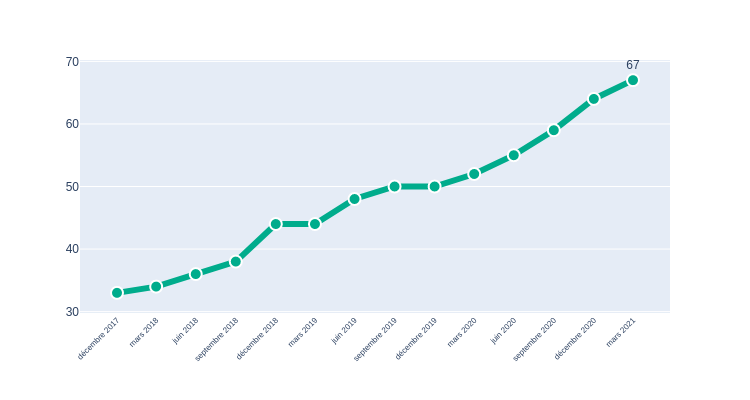 70
67
60
50
40
30
décembre 2017
mars 2018
juin 2018
septembre 2018
décembre 2018
mars 2019
juin 2019
septembre 2019
décembre 2019
mars 2020
juin 2020
septembre 2020
décembre 2020
mars 2021